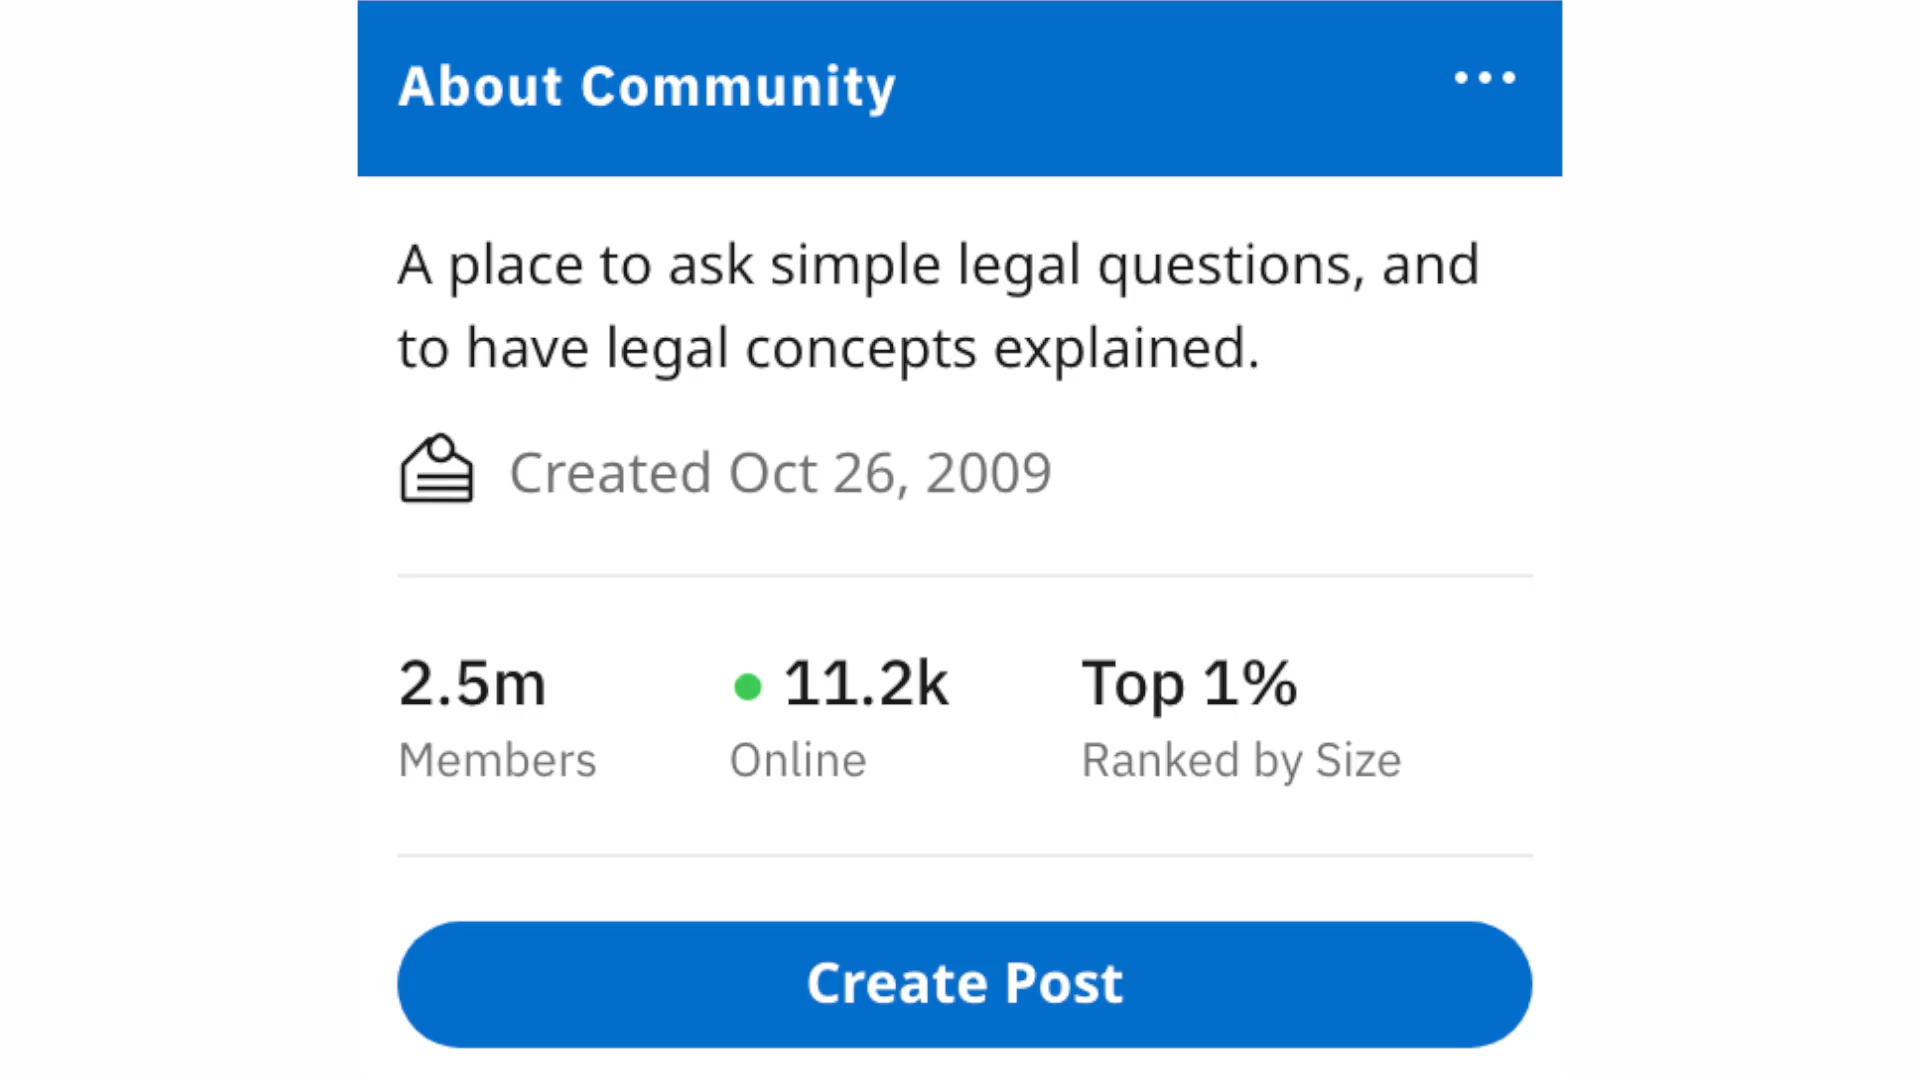 About Community
A place to ask simple legal questions, and
to have legal concepts explained.
Created Oct 26, 2009
2.5m 11.2k Top 1%
Members Online Ranked by Size
Create Post